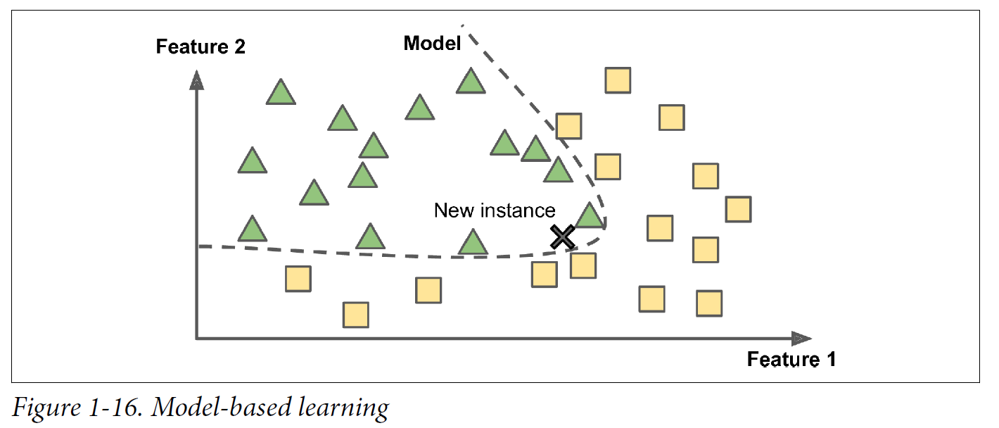 Feature 2
Model
New instance
Feature 1
Figure 1-16. Model-based learning